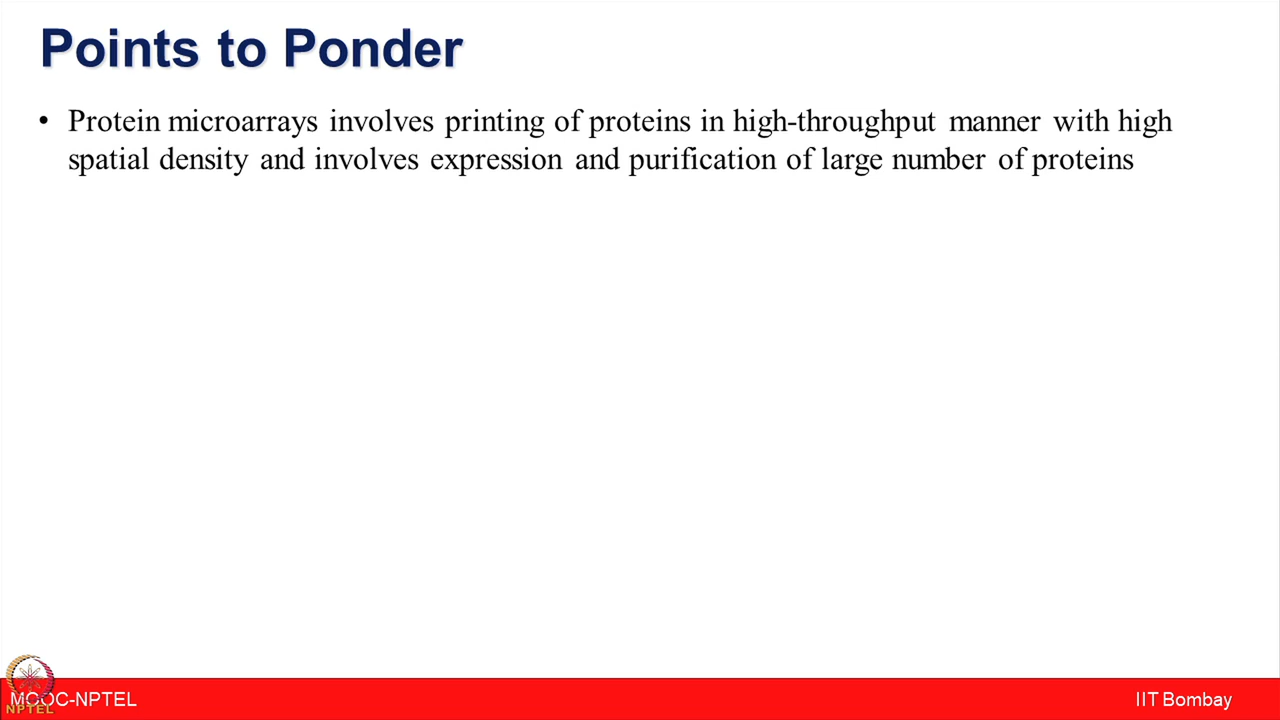 Points to Ponder
• Protein microarrays involves printing of proteins in high-throughput manner with high
spatial density and involves expression and purification of large number of proteins
MOOC-NPTEL
NPTEL
IIT Bombay